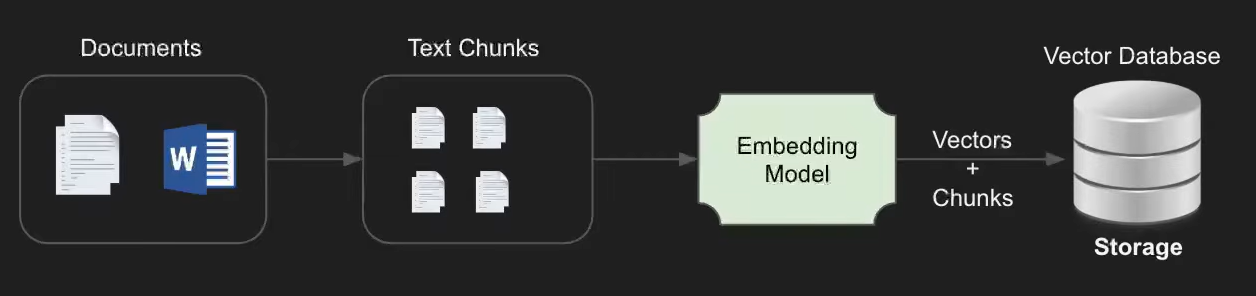 Documents
Text Chunks
Vector Database
W
Embedding
Model
Vectors
+
Chunks
Storage